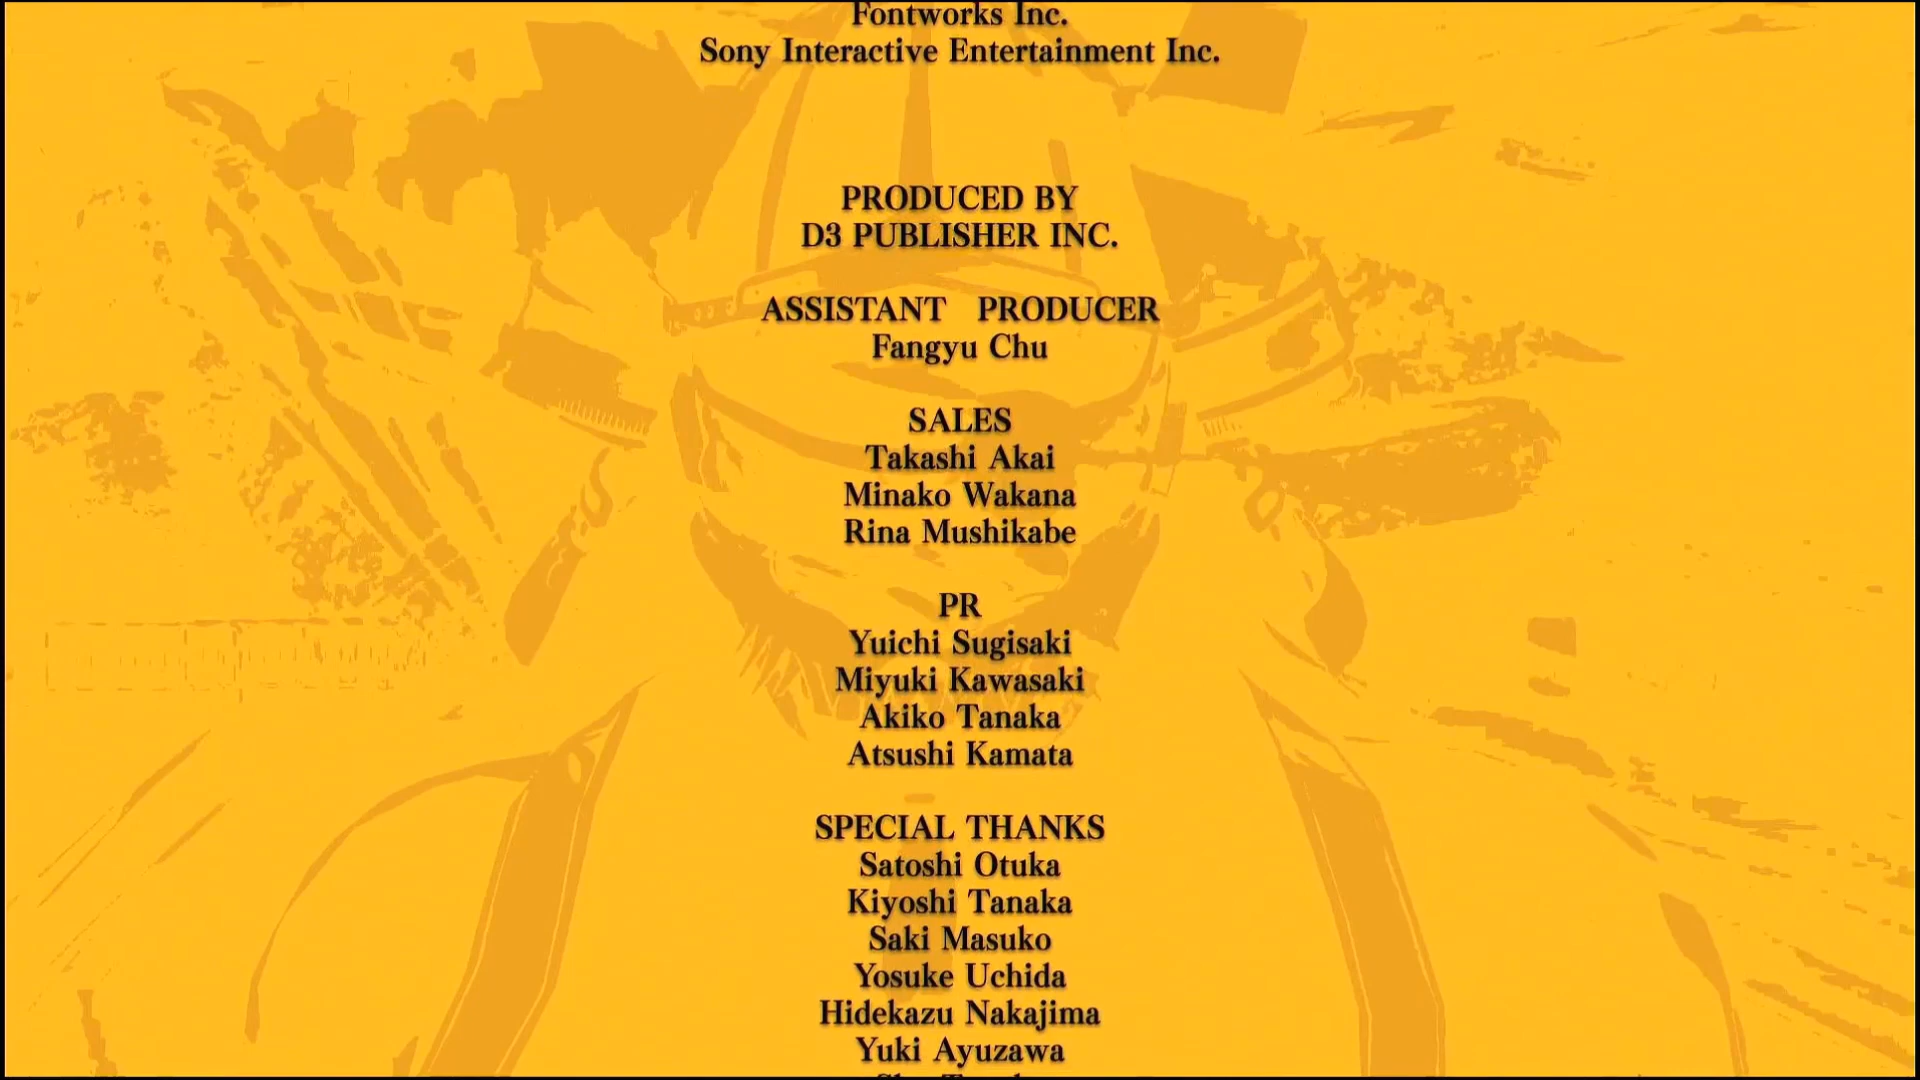 Fontworks Inc.
Sony Interactive Entertainment Inc.
PRODUCED BY
D3 PUBLISHER INC.
ASSISTANT PRODUCER
Fangyu Chu
SALES
Takashi Akai
Minako Wakana
Rina Mushikabe
PR
Yuichi Sugisaki
Miyuki Kawasaki
Akiko Tanaka
Atsushi Kamata
SPECIAL THANKS
Satoshi Otuka
Kiyoshi Tanaka
Saki Masuko
Yosuke Uchida
Hidekazu Nakajima
Yuki Ayuzawa